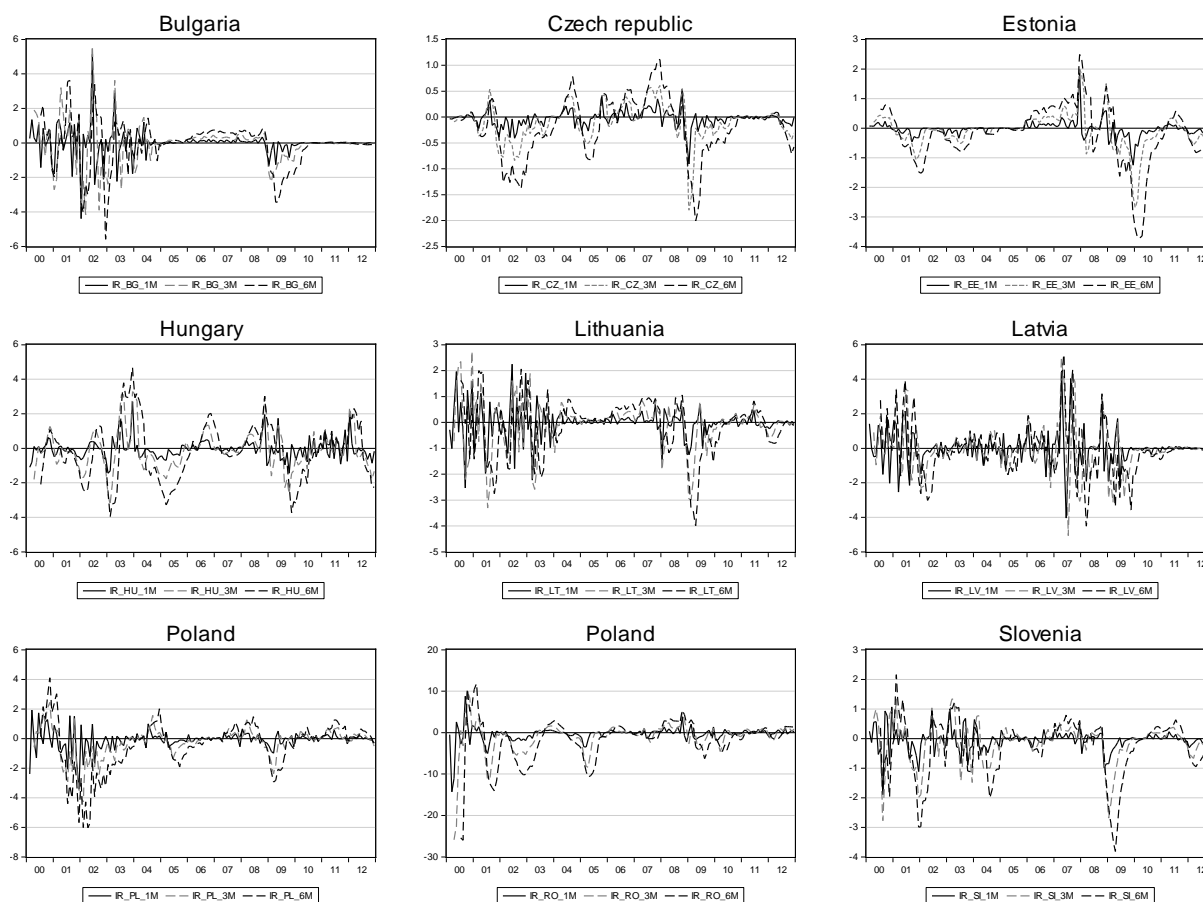 Bulgaria
6
4
2
0
-2
-4
-6
00 01 02 03 04 05 06 07 08 09 10 11 12
IR_BG_1M IR_BG_3M IR_BG_6M
Czech republic
1.5
1.0
0.5
0.0
-0.5
-1.0
-1.5
-2.0
-2.5
00 01 02 03 04 05 06 07 08 09 10 11 12
IR_CZ_1M IR_CZ_3M IR_CZ_6M
Estonia
3
2
1
0
-1
-2
-3
-4
00 01 02 03 04 05 06 07 08 09 10 11 12
IR_EE_1M IR_EE_3M IR_EE_6M
Hungary
6
4
2
0
-2
-4
-6
00 01 02 03 04 05 06 07 08 09 10 11 12
IR_HU_1M IR_HU_3M IR_HU_6M
Lithuania
3
2
1
0
-1
-2
-3
-4
-5
00 01 02 03 04 05 06 07 08 09 10 11 12
IR_LT_1M IR_LT_3M IR_LT_6M
Latvia
6
4
2
0
-2
-4
-6
00 01 02 03 04 05 06 07 08 09 10 11 12
IR_LV_1M IR_LV_3M IR_LV_6M
Poland
6
4
2
0
-2
-4
-6
-8
00 01 02 03 04 05 06 07 08 09 10 11 12
IR_PL_1M IR_PL_3M IR_PL_6M
Poland
20
10
0
-10
-20
-30
00 01 02 03 04 05 06 07 08 09 10 11 12
IR_RO_1M IR_RO_3M IR_RO_6M
Slovenia
3
2
1
0
-1
-2
-3
-4
00 01 02 03 04 05 06 07 08 09 10 11 12
IR_SI_1M IR_SI_3M IR_SI_6M